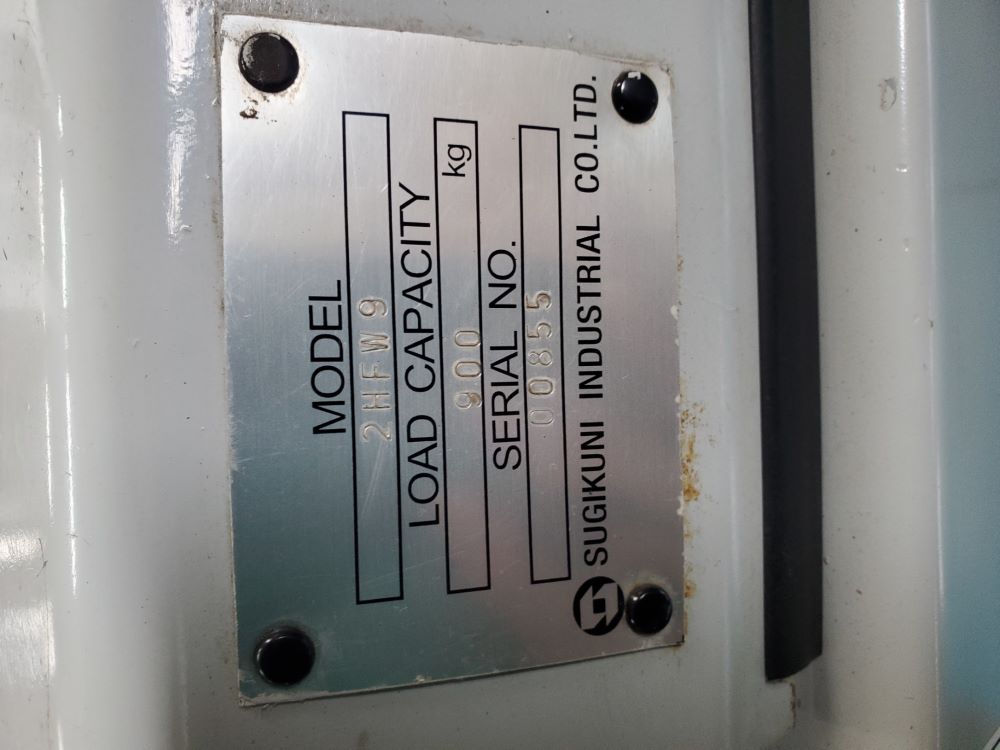 MODEL
2HFW9
LOAD CAPACITY
900 kg
SERIAL NO.
00855
SUGIKUNI INDUSTRIAL CO.LTD.